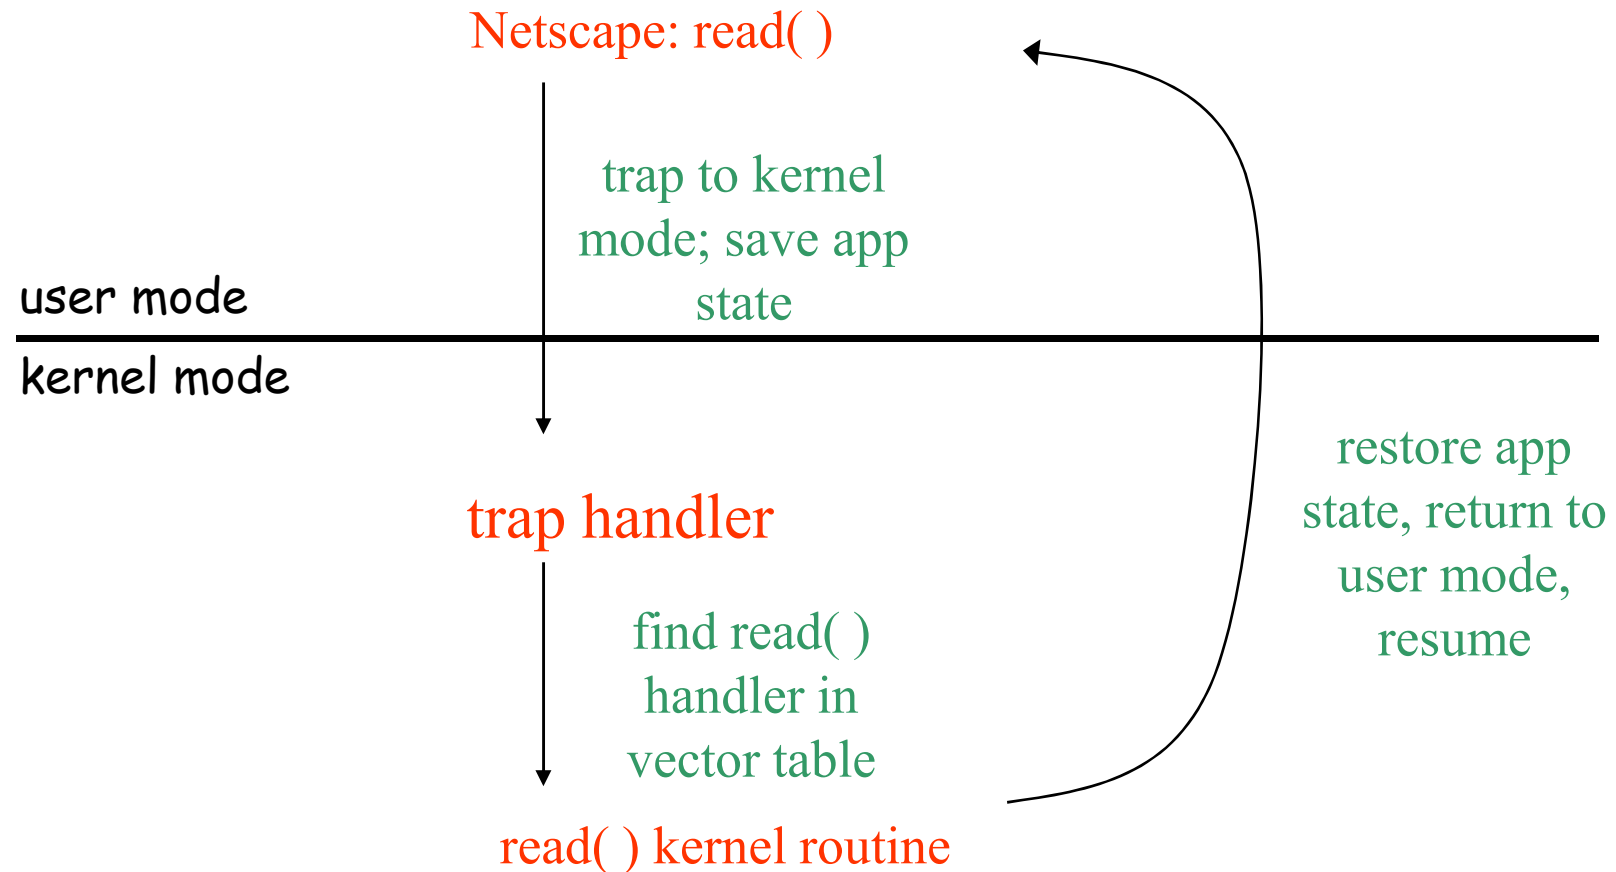 Netscape: read( )
trap to kernel
mode; save app
state
user mode
kernel mode
trap handler
find read( )
handler in
vector table
read( ) kernel routine
restore app
state, return to
user mode,
resume